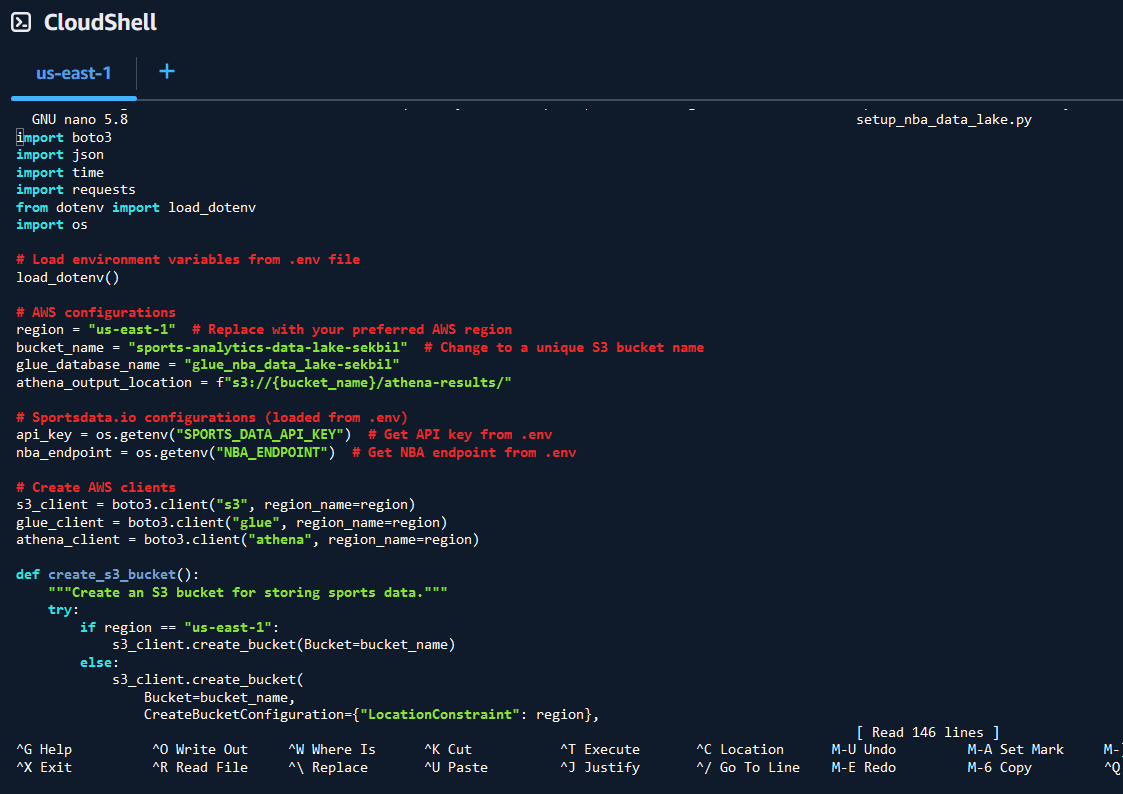 CloudShell
us-east-1 +
GNU nano 5.8 setup_nba_data_lake.py
import boto3
import json
import time
import requests
from dotenv import load_dotenv
import os
# Load environment variables from .env file
load_dotenv()
# AWS configurations
region = "us-east-1"  # Replace with your preferred AWS region
bucket_name = "sports-analytics-data-lake-sekbil"  # Change to a unique S3 bucket name
glue_database_name = "glue_nba_data_lake-sekbil"
athena_output_location = f"s3://{bucket_name}/athena-results/"
# Sportsdata.io configurations (loaded from .env)
api_key = os.getenv("SPORTS_DATA_API_KEY")  # Get API key from .env
nba_endpoint = os.getenv("NBA_ENDPOINT")  # Get NBA endpoint from .env
# Create AWS clients
s3_client = boto3.client("s3", region_name=region)
glue_client = boto3.client("glue", region_name=region)
athena_client = boto3.client("athena", region_name=region)
def create_s3_bucket():
    """Create an S3 bucket for storing sports data."""
    try:
        if region == "us-east-1":
            s3_client.create_bucket(Bucket=bucket_name)
        else:
            s3_client.create_bucket(
                Bucket=bucket_name,
                CreateBucketConfiguration={"LocationConstraint": region},
[ Read 146 lines ]
^G Help ^O Write Out ^W Where Is ^K Cut ^T Execute ^C Location M-U Undo M-A Set Mark
^X Exit ^R Read File ^\ Replace ^U Paste ^J Justify ^/ Go To Line M-E Redo M-6 Copy ^Q